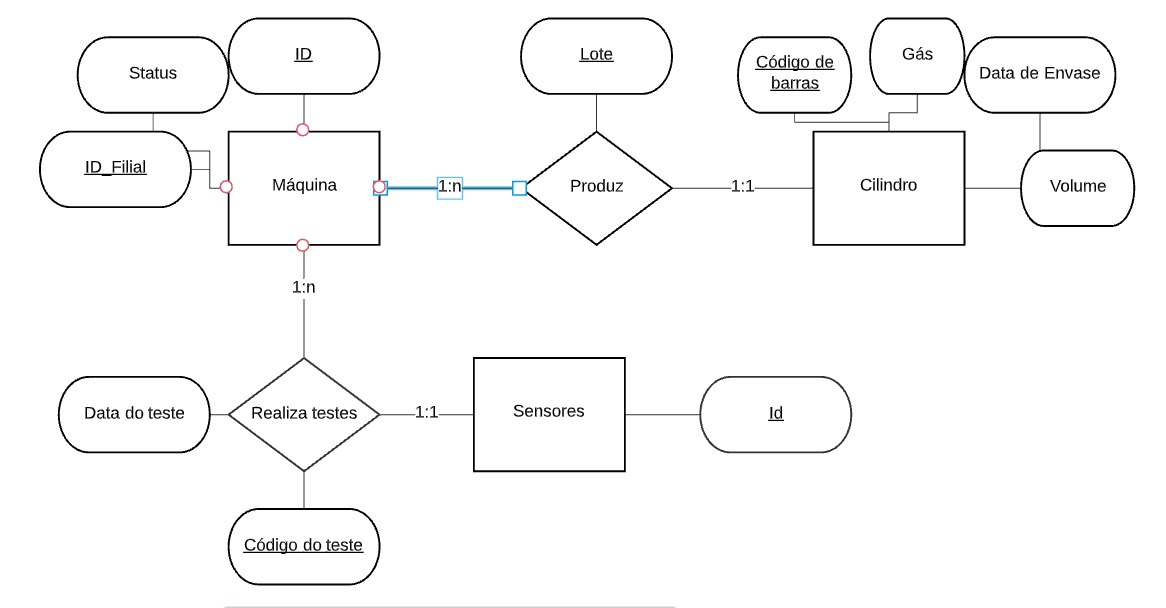 ID
Lote
Gás
Status
Código de
barras
Data de Envase
ID_Filial
Máquina
1:n
Produz
1:1
Cilindro
Volume
1:n
Data do teste
Realiza testes
1:1
Sensores
Id
Código do teste